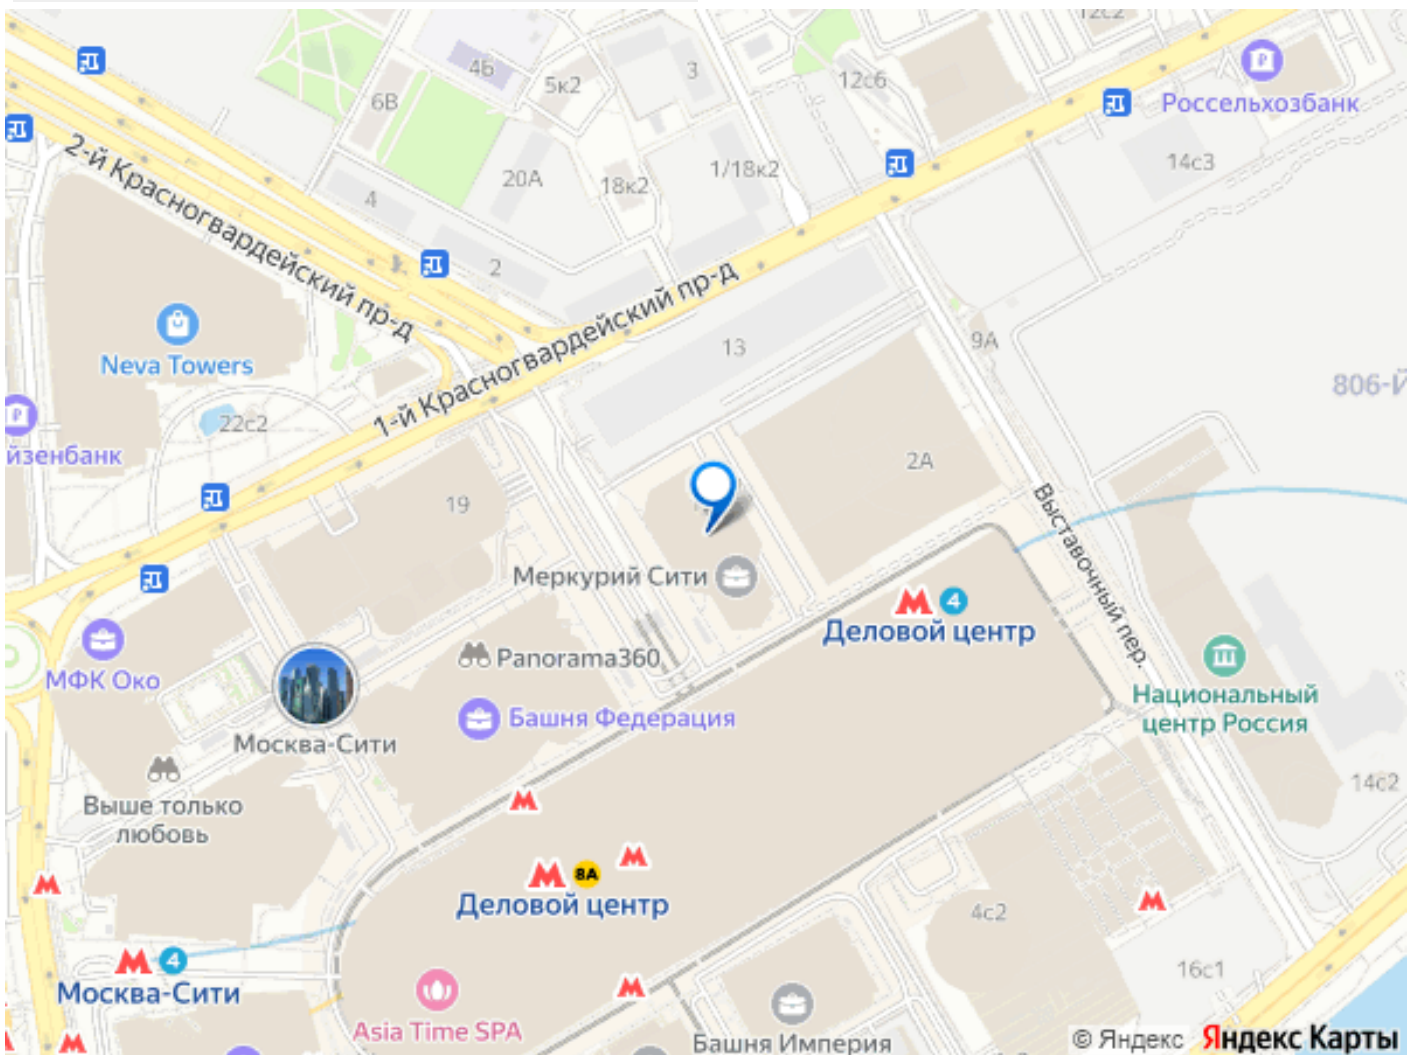 12с2
4Б
3
5к2
12с6
6В
Россельхозбанк
2-й Красногвардейский пр-д
20А
18к2
1/18к2
14с3
4
2
1-й Красногвардейский пр-д
Neva Towers
13
9А
806-Й
22с2
йзенбанк
19
2А
Выставочный пер.
Меркурий Сити
4
Деловой центр
МФК Око
Panorama360
Национальный
центр Россия
Башня Федерация
Москва-Сити
Выше только
любовь
14с2
8А
Деловой центр
4с2
4
Москва-Сити
16с1
Asia Time SPA
Башня Империя
© Яндекс Яндекс Карты